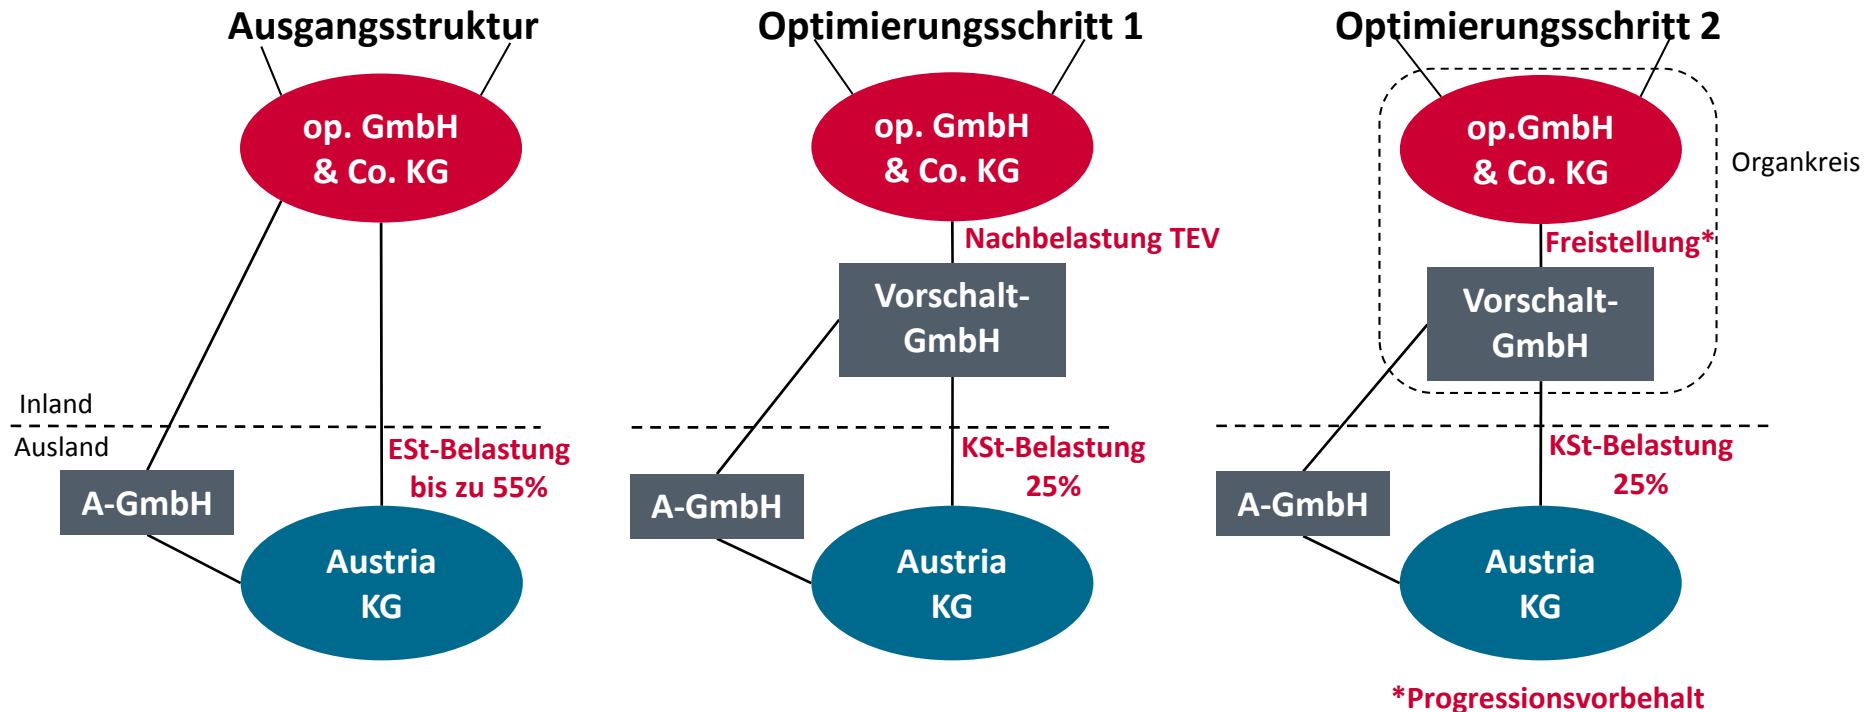 Ausgangsstruktur
op. GmbH
& Co. KG
Inland
Ausland
ESt-Belastung
bis zu 55%
A-GmbH
Austria
KG
Optimierungsschritt 1
op. GmbH
& Co. KG
Nachbelastung TEV
Vorschalt-
GmbH
KSt-Belastung
25%
A-GmbH
Austria
KG
Optimierungsschritt 2
op.GmbH
& Co. KG
Organkreis
Freistellung*
Vorschalt-
GmbH
KSt-Belastung
25%
A-GmbH
Austria
KG
*Progressionsvorbehalt